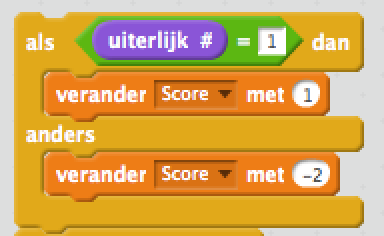 als uiterlijk # = 1 dan
verander Score met 1
anders
verander Score met -2